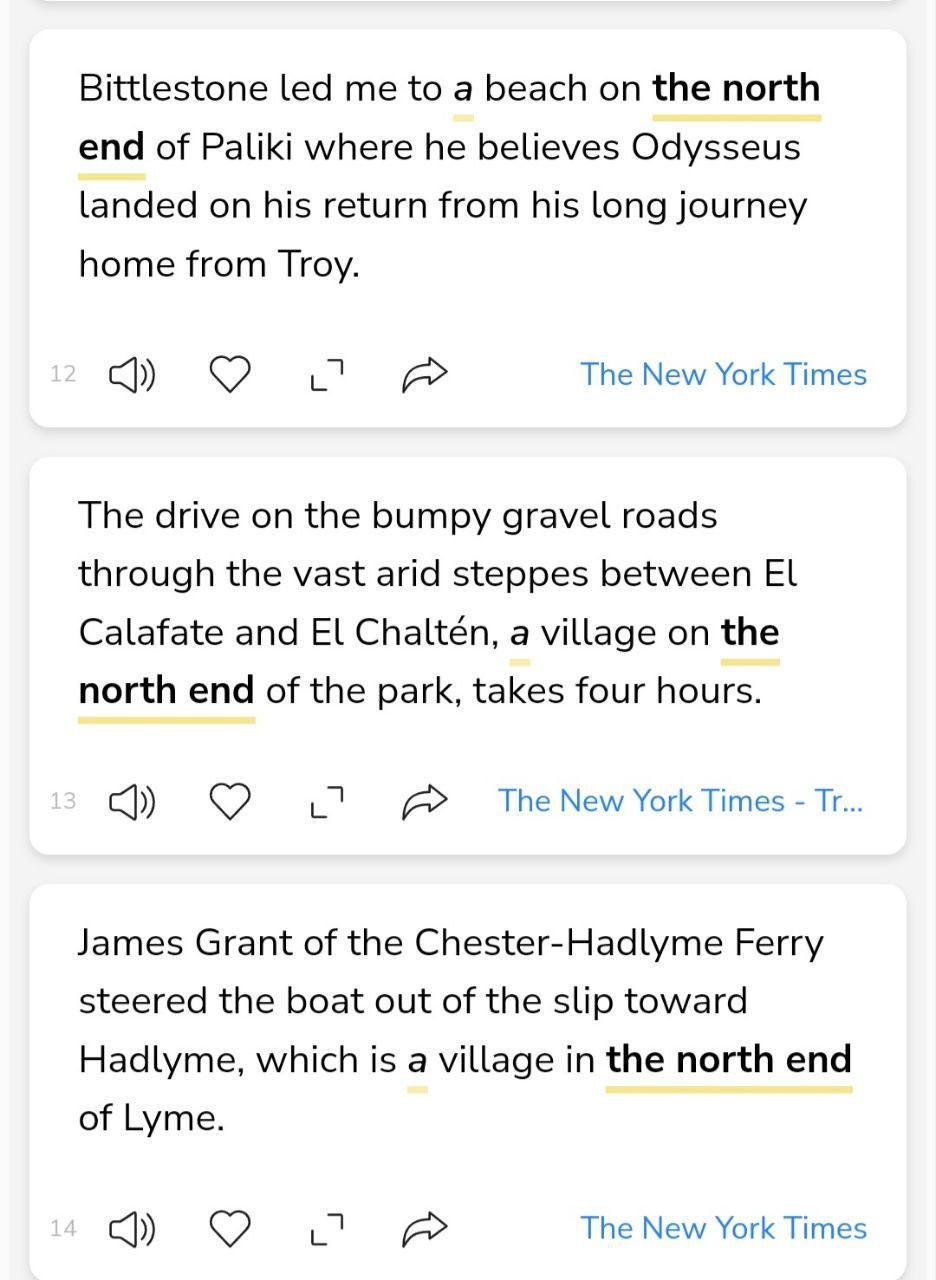 Bittlestone led me to a beach on the north
end of Paliki where he believes Odysseus
landed on his return from his long journey
home from Troy.
12 The New York Times
The drive on the bumpy gravel roads
through the vast arid steppes between El
Calafate and El Chaltén, a village on the
north end of the park, takes four hours.
13 The New York Times - Tr...
James Grant of the Chester-Hadlyme Ferry
steered the boat out of the slip toward
Hadlyme, which is a village in the north end
of Lyme.
14 The New York Times